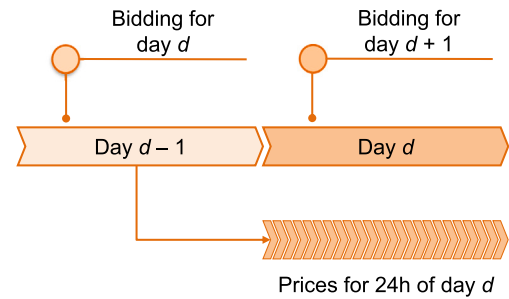 Bidding for
day d
Bidding for
day d + 1
Day d – 1
Day d
Prices for 24h of day d